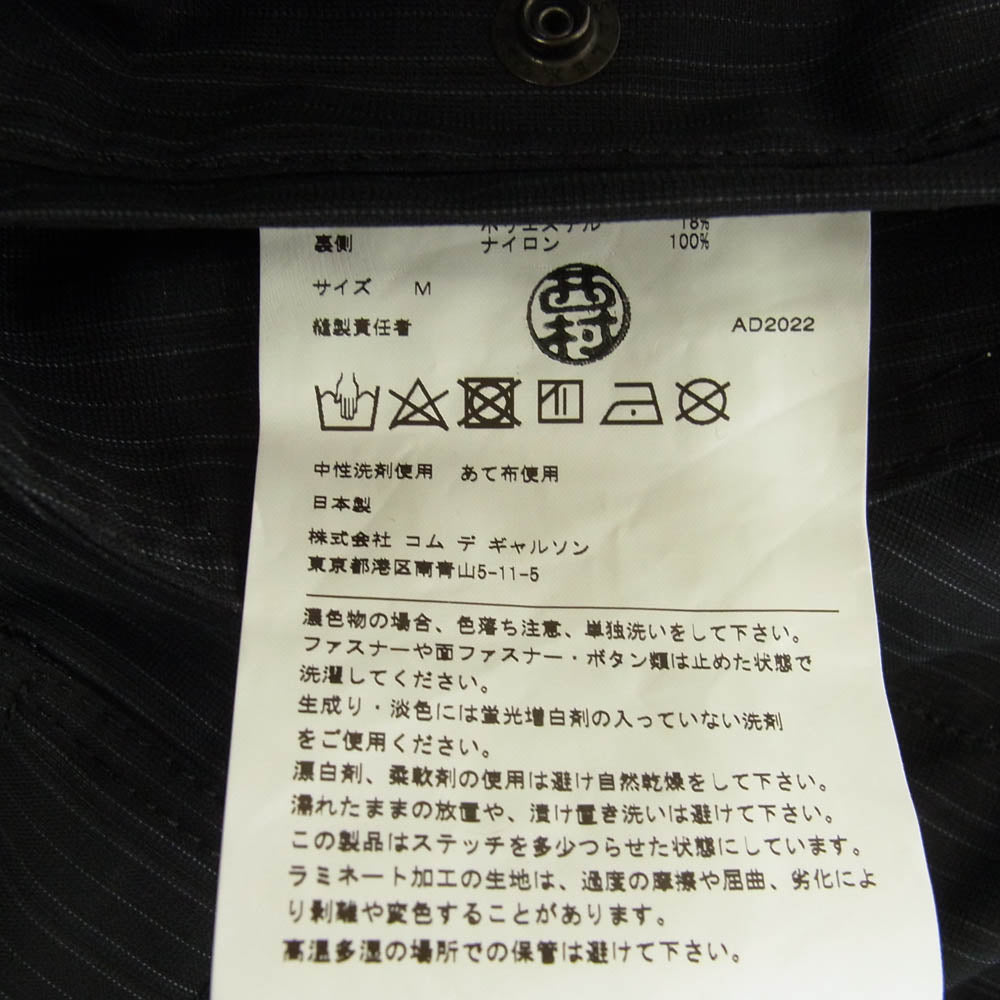 ポリエステル 18%
裏側 ナイロン 100%
サイズ M
縫製責任者 西村 AD2022
中性洗剤使用 あて布使用
日本製
株式会社 コム デ ギャルソン
東京都港区南青山5-11-5
濃色物の場合、色落ち注意、単独洗いをして下さい。
ファスナーや面ファスナー・ボタン類は止めた状態で
洗濯してください。
生成り・淡色には蛍光増白剤の入っていない洗剤
をご使用ください。
漂白剤、柔軟剤の使用は避け自然乾燥をして下さい。
濡れたままの放置や、漬け置き洗いは避けて下さい。
この製品はステッチを多少つらせた状態にしています。
ラミネート加工の生地は、過度の摩擦や屈曲、劣化によ
り剥離や変色することがあります。
高温多湿の場所での保管は避けて下さい。